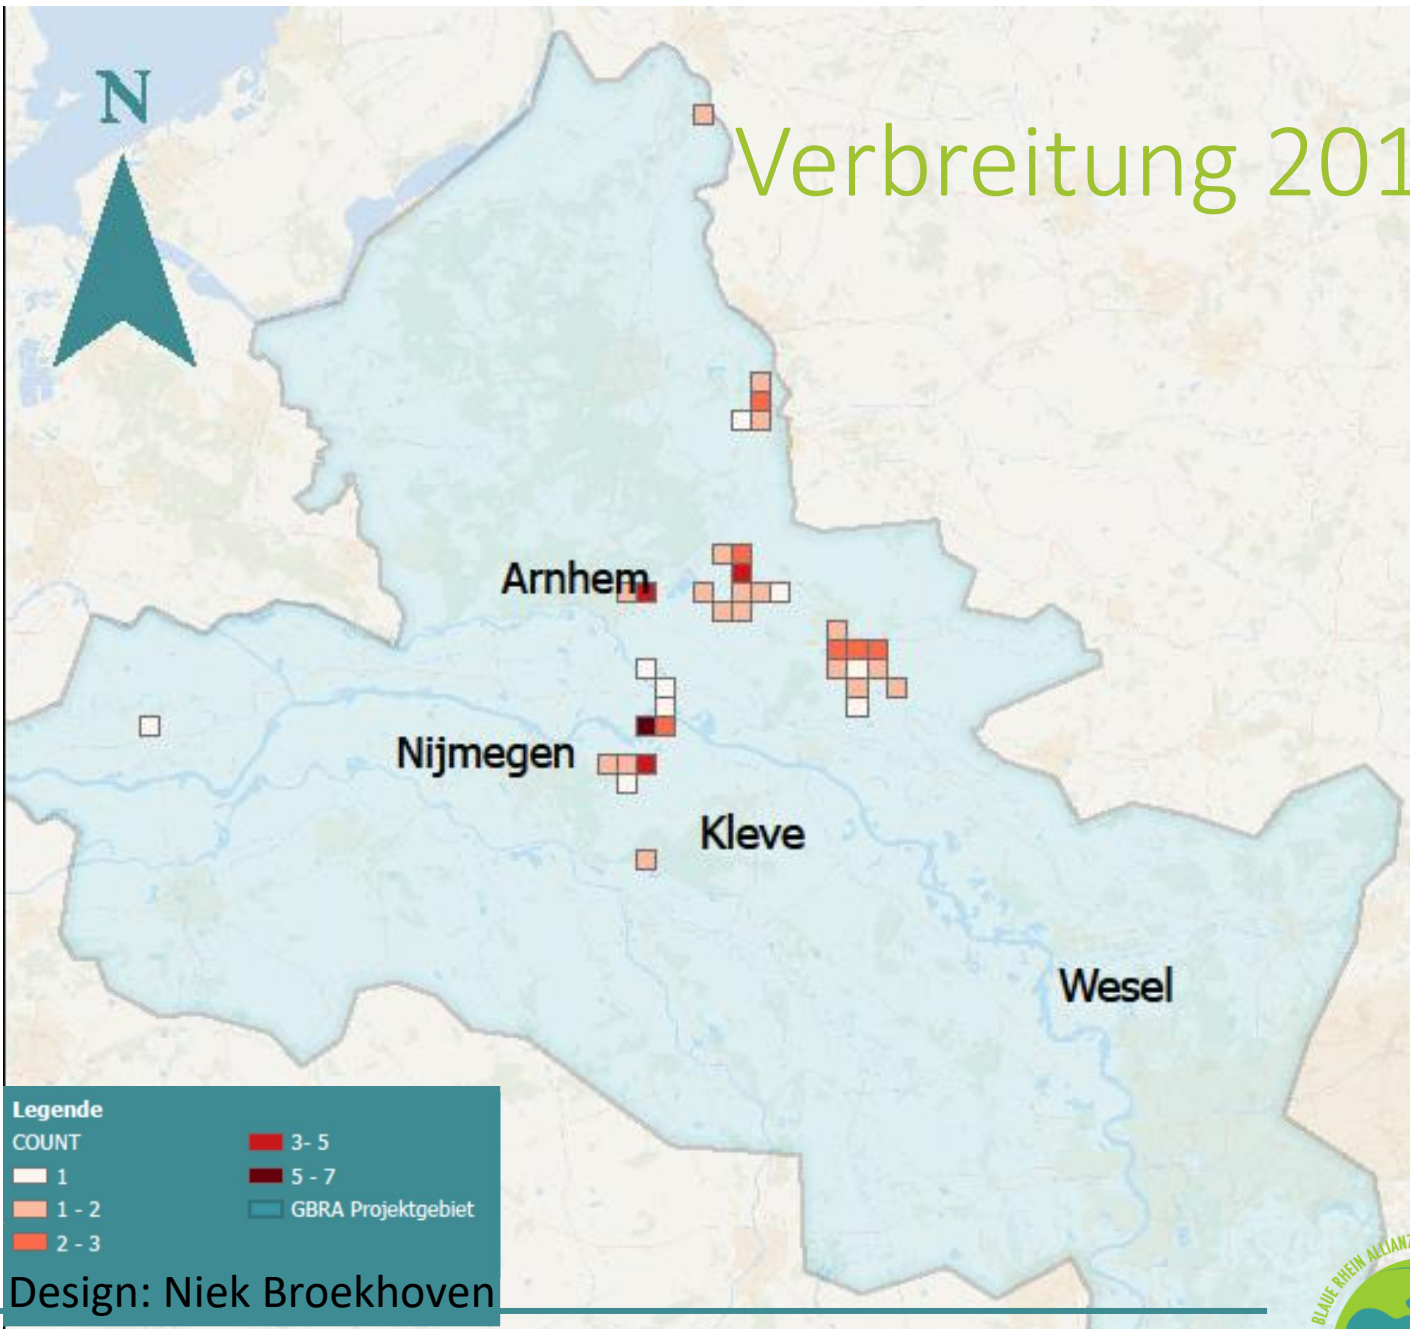 N
Verbreitung 201
Arnhem
Nijmegen
Kleve
Wesel
Legende
COUNT
1
1 - 2
2 - 3
3- 5
5 - 7
GBRA Projektgebiet
Design: Niek Broekhoven
BLAUE RHEIN ALLIANZ